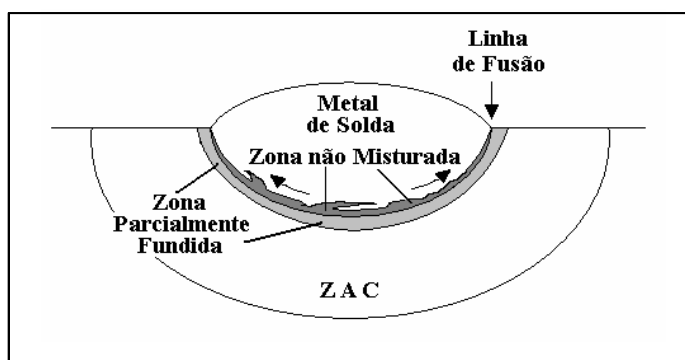 Linha
de Fusão
Metal
de Solda
Zona não Misturada
Zona
Parcialmente
Fundida
Z A C